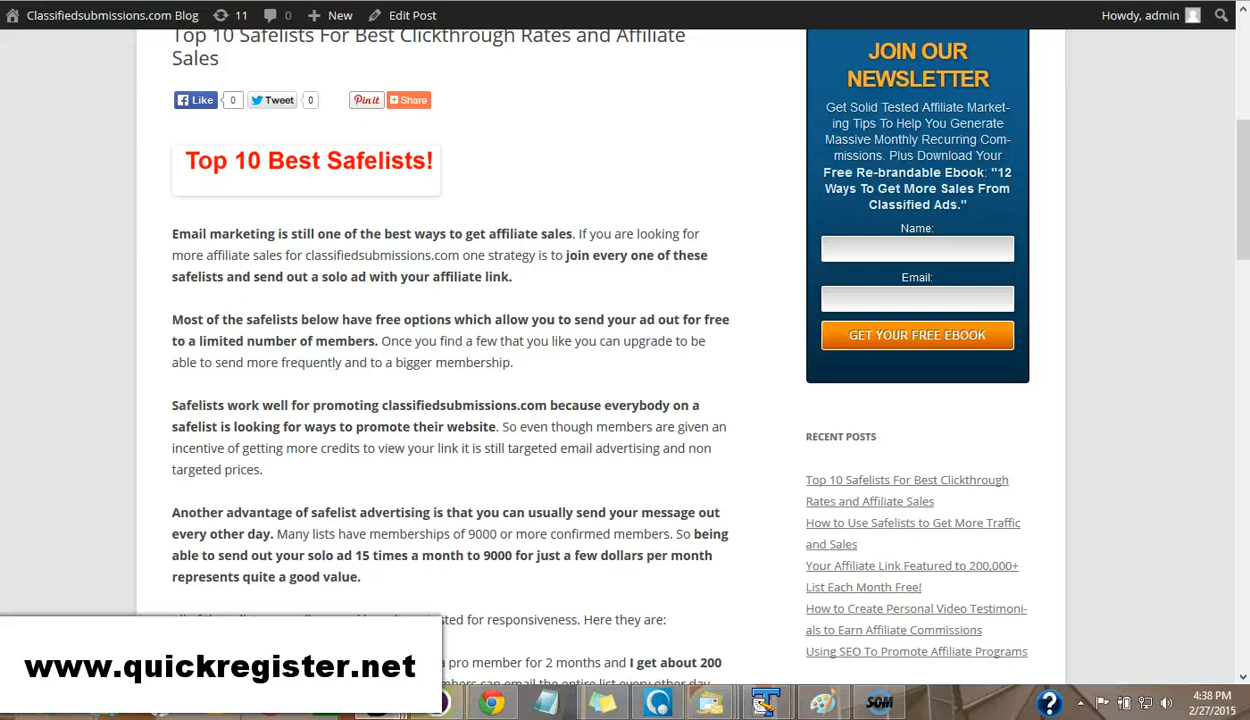 Classifiedsubmissions.com Blog 11 0 New Edit Post Howdy, admin
Top 10 Safelists For Best Clickthrough Rates and Affiliate
Sales
Like 0 Tweet 0 Pin it Share
Top 10 Best Safelists!
Email marketing is still one of the best ways to get affiliate sales. If you are looking for
more affiliate sales for classifiedsubmissions.com one strategy is to join every one of these
safelists and send out a solo ad with your affiliate link.
Most of the safelists below have free options which allow you to send your ad out for free
to a limited number of members. Once you find a few that you like you can upgrade to be
able to send more frequently and to a bigger membership.
Safelists work well for promoting classifiedsubmissions.com because everybody on a
safelist is looking for ways to promote their website. So even though members are given an
incentive of getting more credits to view your link it is still targeted email advertising and non
targeted prices.
Another advantage of safelist advertising is that you can usually send your message out
every other day. Many lists have memberships of 9000 or more confirmed members. So being
able to send out your solo ad 15 times a month to 9000 for just a few dollars per month
represents quite a good value.
sted for responsiveness. Here they are:
a pro member for 2 months and I get about 200
mbers can email the entire list every other day
JOIN OUR
NEWSLETTER
Get Solid Tested Affiliate Market-
ing Tips To Help You Generate
Massive Monthly Recurring Com-
missions. Plus Download Your
Free Re-brandable Ebook: "12
Ways To Get More Sales From
Classified Ads."
Name:
Email:
GET YOUR FREE EBOOK
RECENT POSTS
Top 10 Safelists For Best Clickthrough
Rates and Affiliate Sales
How to Use Safelists to Get More Traffic
and Sales
Your Affiliate Link Featured to 200,000+
List Each Month Free!
How to Create Personal Video Testimoni-
als to Earn Affiliate Commissions
Using SEO To Promote Affiliate Programs
www.quickregister.net
SOM
4:38 PM
2/27/2015